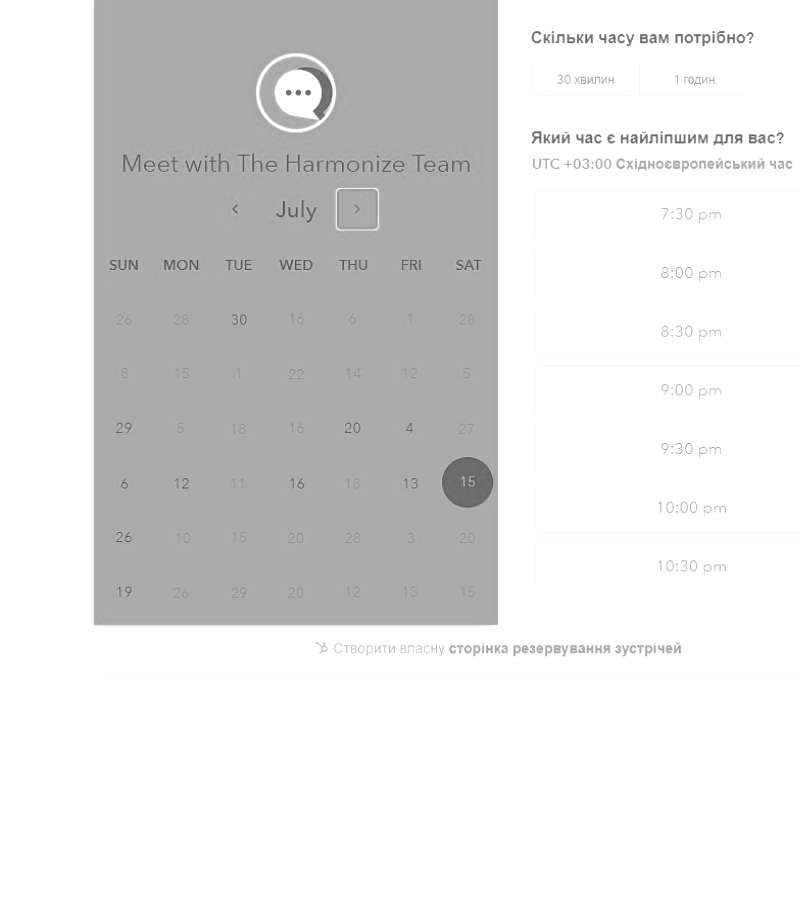 Meet with The Harmonize Team
July
SUN MON TUE WED THU FRI SAT
26 28 30 16 6 1 28
8 15 1 22 14 12 5
29 5 18 16 20 4 27
6 12 11 16 18 13 15
26 10 15 20 28 3 20
19 26 29 20 12 13 15
Скільки часу вам потрібно?
30 хвилин 1 годин
Який час є найліпшим для вас?
UTC +03:00 Східноєвропейський час
7:30 pm
8:00 pm
8:30 pm
9:00 pm
9:30 pm
10:00 pm
10:30 pm
Створити власну сторінка резервування зустрічей